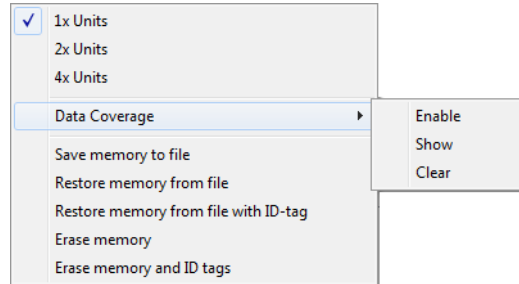 1x Units
2x Units
4x Units
Data Coverage
Enable
Show
Clear
Save memory to file
Restore memory from file
Restore memory from file with ID-tag
Erase memory
Erase memory and ID tags